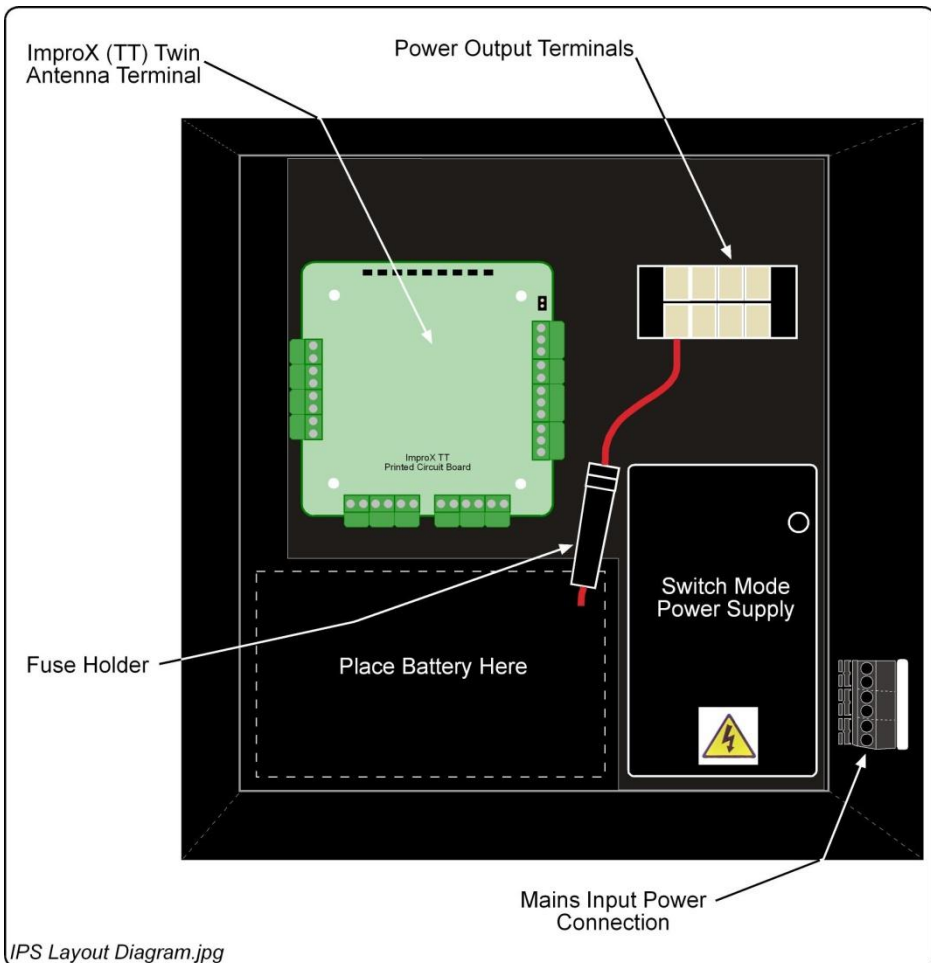 ImproX (TT) Twin
Antenna Terminal
Power Output Terminals
ImproX TT
Printed Circuit Board
Switch Mode
Power Supply
Fuse Holder
Place Battery Here
Mains Input Power
Connection
IPS Layout Diagram.jpg